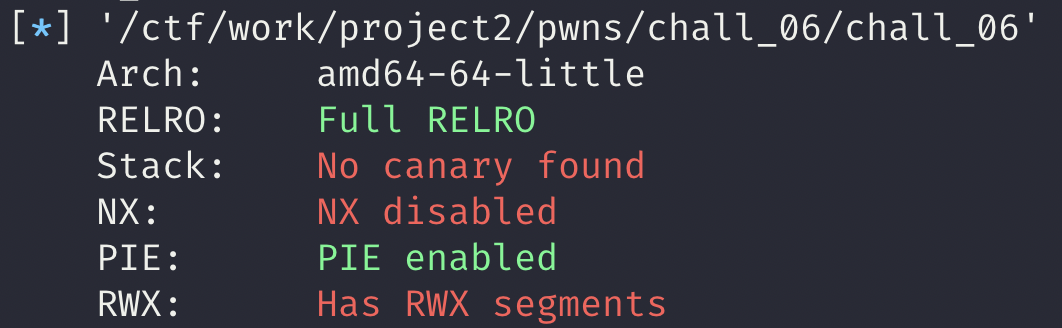 [*] '/ctf/work/project2/pwns/chall_06/chall_06'
Arch: amd64-64-little
RELRO: Full RELRO
Stack: No canary found
NX: NX disabled
PIE: PIE enabled
RWX: Has RWX segments